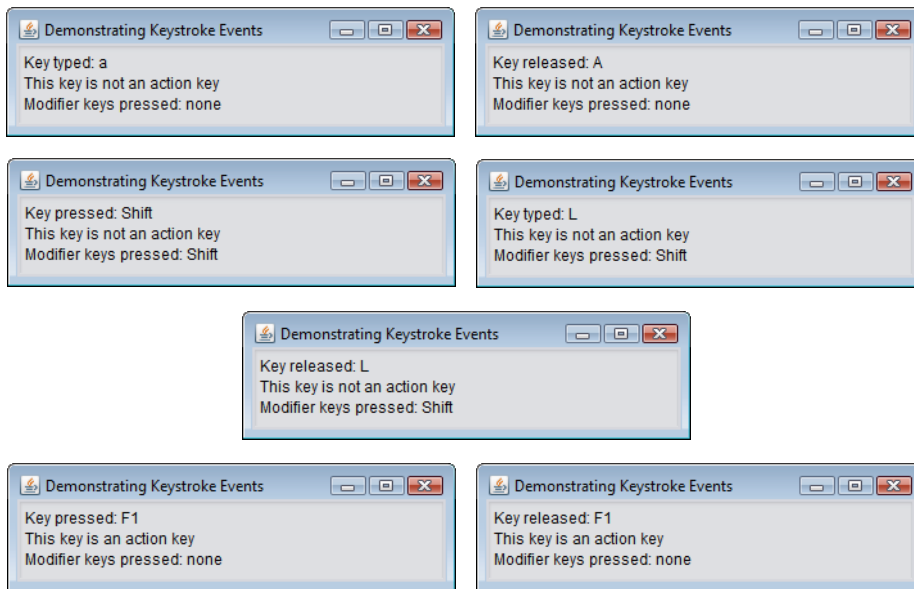 Demonstrating Keystroke Events
Key typed: a
This key is not an action key
Modifier keys pressed: none
Demonstrating Keystroke Events
Key released: A
This key is not an action key
Modifier keys pressed: none
Demonstrating Keystroke Events
Key pressed: Shift
This key is not an action key
Modifier keys pressed: Shift
Demonstrating Keystroke Events
Key typed: L
This key is not an action key
Modifier keys pressed: Shift
Demonstrating Keystroke Events
Key released: L
This key is not an action key
Modifier keys pressed: Shift
Demonstrating Keystroke Events
Key pressed: F1
This key is an action key
Modifier keys pressed: none
Demonstrating Keystroke Events
Key released: F1
This key is an action key
Modifier keys pressed: none